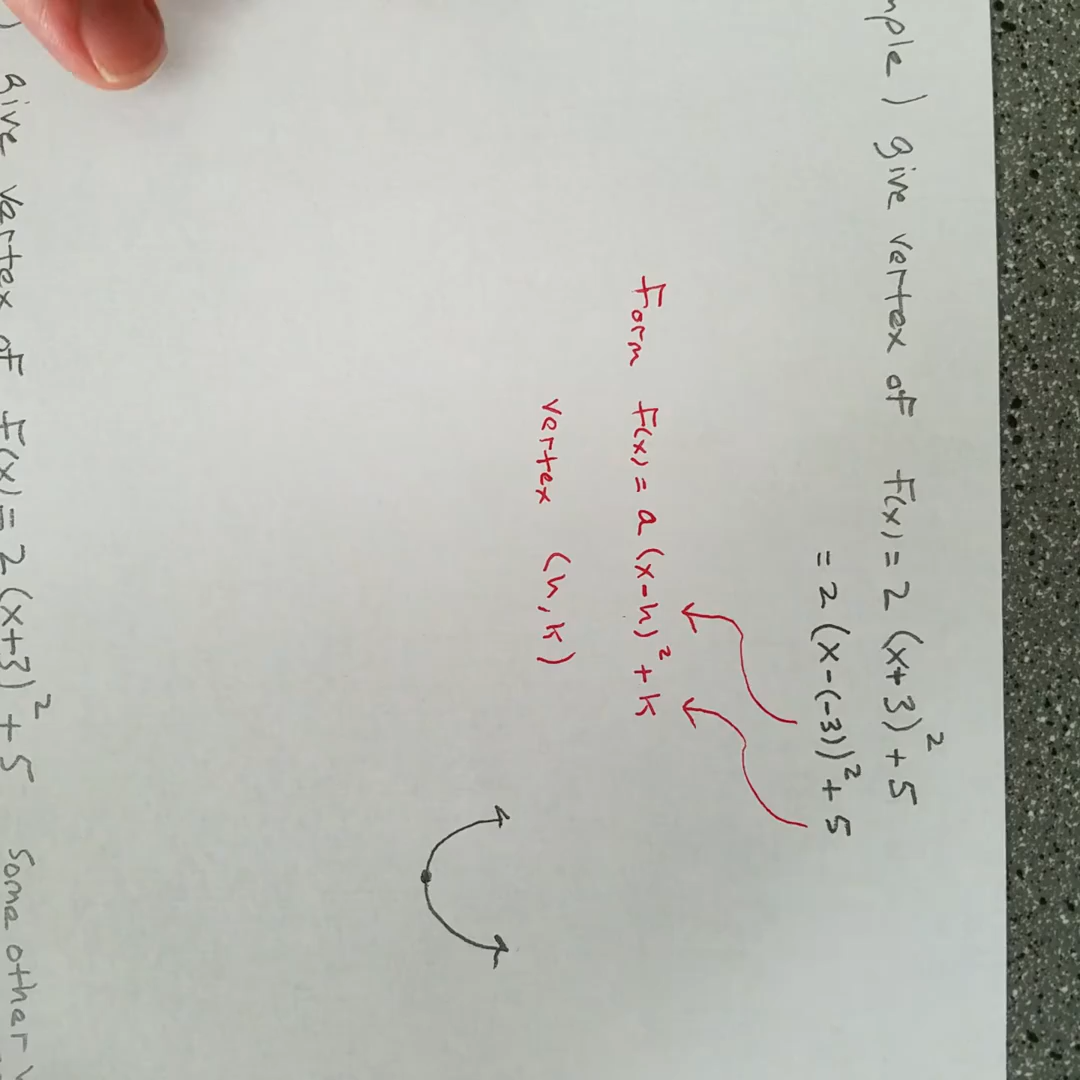 give vertex of f(x) = 2 (x+3)² + 5
= 2 (x-(-3))² + 5
Form f(x) = a (x-h)² + k
vertex (h, k)
give vertex of f(x) = 2 (x+3)² + 5 some other